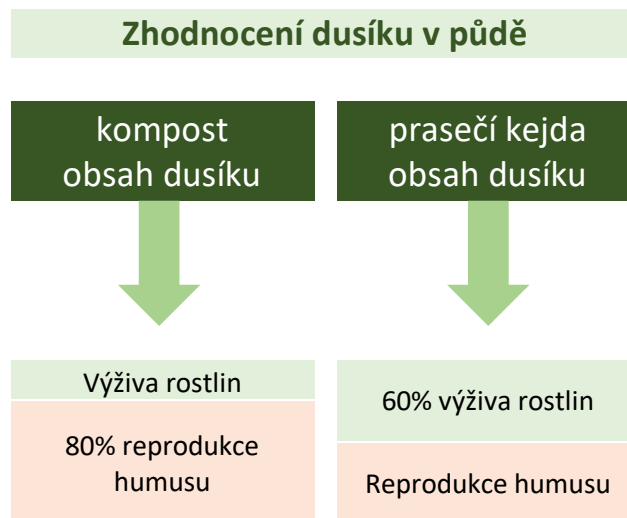 Zhodnocení dusíku v půdě
kompost
obsah dusíku
prasečí kejda
obsah dusíku
Výživa rostlin
80% reprodukce
humusu
60% výživa rostlin
Reprodukce humusu